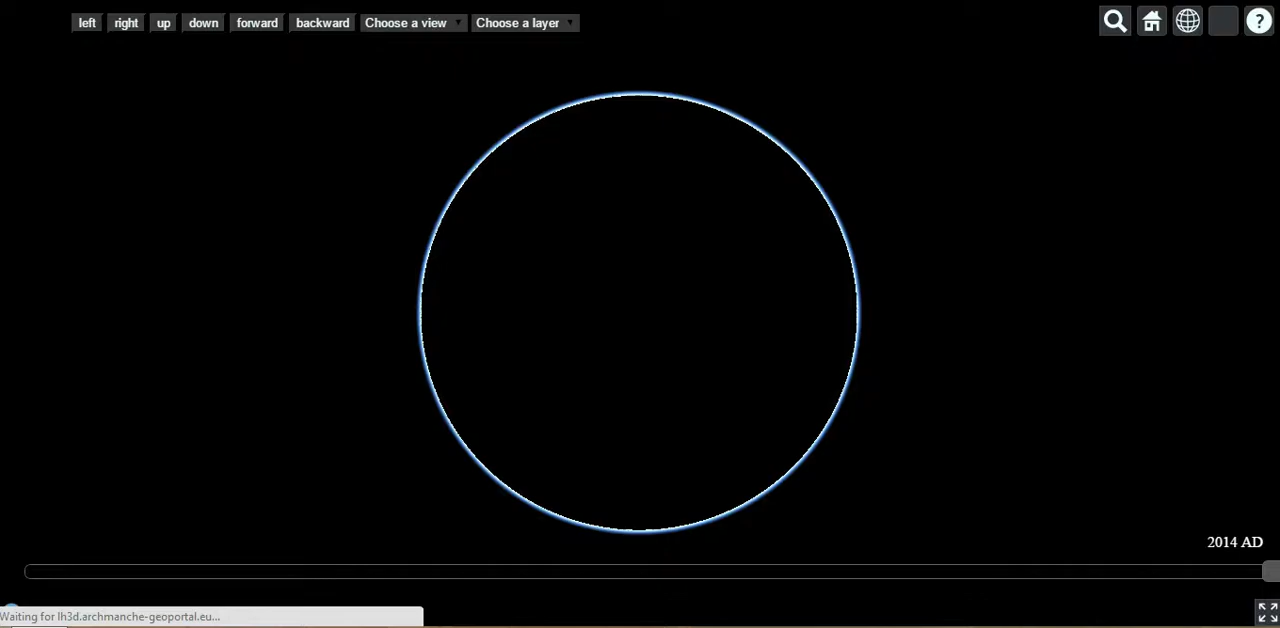 left right up down forward backward Choose a view Choose a layer ?
2014 AD
Waiting for lh3d.archmanche-geoportal.eu...